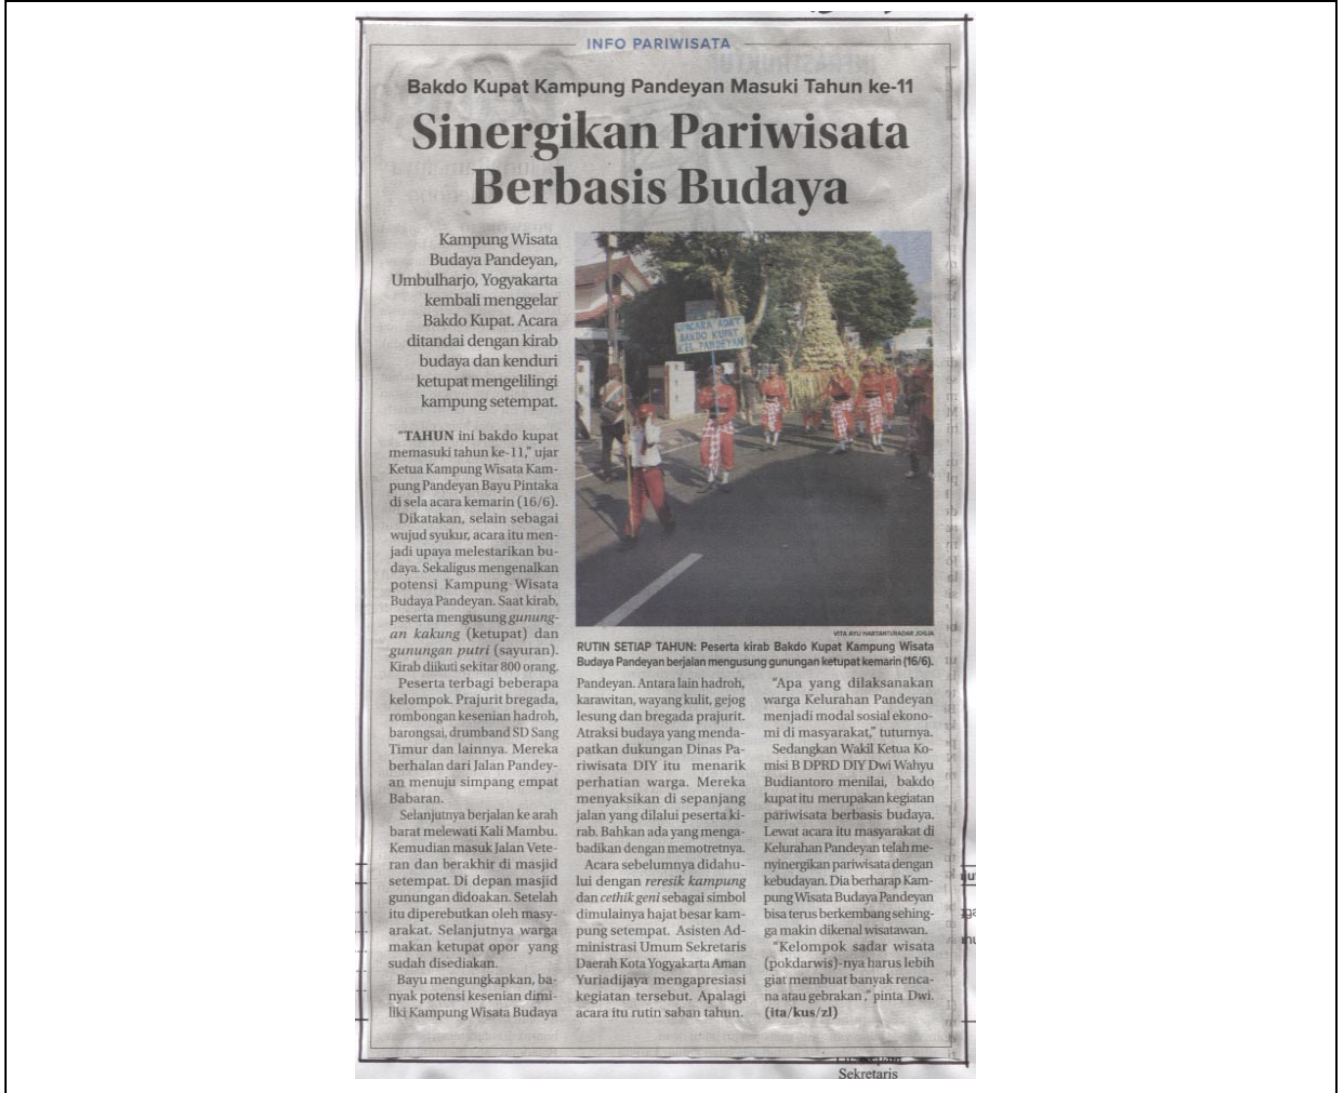 INFO PARIWISATA
Bakdo Kupat Kampung Pandeyan Masuki Tahun ke-11
Sinergikan Pariwisata
Berbasis Budaya
Kampung Wisata
Budaya Pandeyan,
Umbulharjo, Yogyakarta
kembali menggelar
Bakdo Kupat. Acara
ditandai dengan kirab
budaya dan kenduri
ketupat mengelilingi
kampung setempat.
"TAHUN ini bakdo kupat
memasuki tahun ke-11," ujar
Ketua Kampung Wisata Kam-
pung Pandeyan Bayu Pintaka
di sela acara kemarin (16/6).
Dikatakan, selain sebagai
wujud syukur, acara itu men-
jadi upaya melestarikan bu-
daya. Sekaligus mengenalkan
potensi Kampung Wisata
Budaya Pandeyan. Saat kirab,
peserta mengusung gunung-
an kakung (ketupat) dan
gunungan putri (sayuran).
Kirab diikuti sekitar 800 orang.
Peserta terbagi beberapa
kelompok. Prajurit bregada,
rombongan kesenian hadroh,
barongsai, drumband SD Sang
Timur dan lainnya. Mereka
berhalan dari Jalan Pandey-
an menuju simpang empat
Babaran.
Selanjutnya berjalan ke arah
barat melewati Kali Mambu.
Kemudian masuk Jalan Vete-
ran dan berakhir di masjid
setempat. Di depan masjid
gunungan didoakan. Setelah
itu diperebutkan oleh masy-
arakat. Selanjutnya warga
makan ketupat opor yang
sudah disediakan.
Bayu mengungkapkan, ba-
nyak potensi kesenian dimi-
liki Kampung Wisata Budaya
UPACARA ADAT
BAKDO KUPAT
KEL. PANDEYAN
VITA AYU HARYANTI/RADAR JOGJA
RUTIN SETIAP TAHUN: Peserta kirab Bakdo Kupat Kampung Wisata
Budaya Pandeyan berjalan mengusung gunungan ketupat kemarin (16/6).
Pandeyan. Antara lain hadroh,
karawitan, wayang kulit, gejog
lesung dan bregada prajurit.
Atraksi budaya yang menda-
patkan dukungan Dinas Pa-
riwisata DIY itu menarik
perhatian warga. Mereka
menyaksikan di sepanjang
jalan yang dilalui peserta ki-
rab. Bahkan ada yang menga-
badikan dengan memotretnya.
Acara sebelumnya didahu-
lui dengan reresik kampung
dan cethik geni sebagai simbol
dimulainya hajat besar kam-
pung setempat. Asisten Ad-
ministrasi Umum Sekretaris
Daerah Kota Yogyakarta Aman
Yuriadijaya mengapresiasi
kegiatan tersebut. Apalagi
acara itu rutin saban tahun.
"Apa yang dilaksanakan
warga Kelurahan Pandeyan
menjadi modal sosial ekono-
mi di masyarakat," tuturnya.
Sedangkan Wakil Ketua Ko-
misi B DPRD DIY Dwi Wahyu
Budiantoro menilai, bakdo
kupat itu merupakan kegiatan
pariwisata berbasis budaya.
Lewat acara itu masyarakat di
Kelurahan Pandeyan telah me-
nyinergikan pariwisata dengan
kebudayan. Dia berharap Kam-
pung Wisata Budaya Pandeyan
bisa terus berkembang sehing-
ga makin dikenal wisatawan.
"Kelompok sadar wisata
(pokdarwis)-nya harus lebih
giat membuat banyak renca-
na atau gebrakan," pinta Dwi.
(ita/kus/zl)
Sekretaris